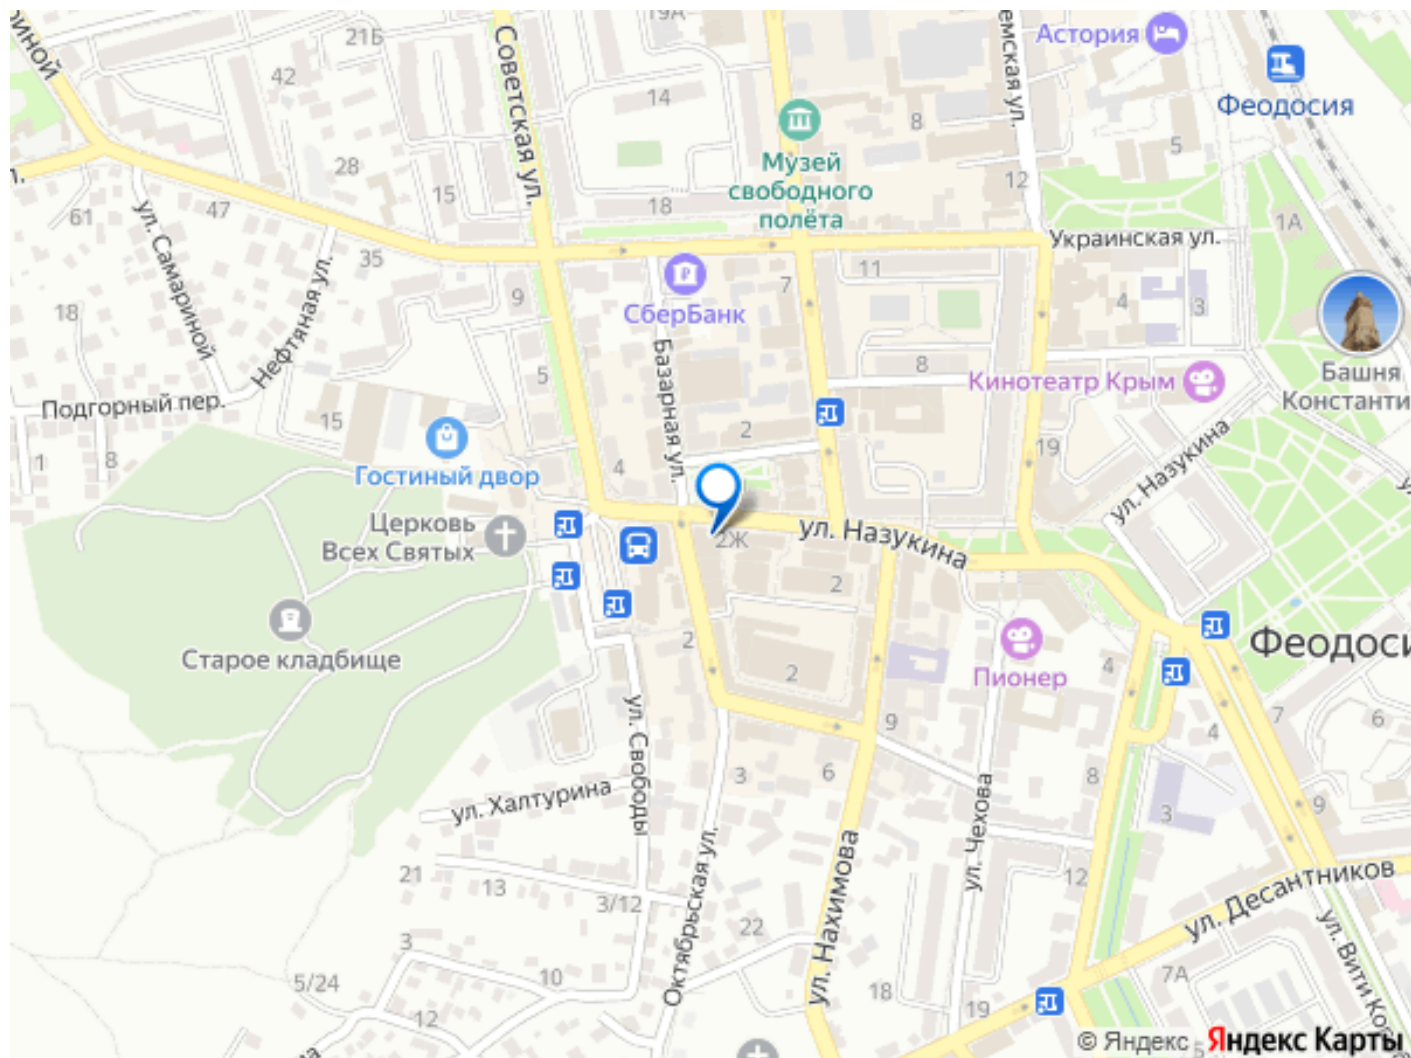 19А
21Б
Советская ул.
Астория
Феодосия
42
14
8
5
Музей
свободного
полёта
28
15
12
18
61
47
ул. Самариной
35
Нефтяная ул.
Украинская ул.
1А
7
11
9
СберБанк
4
3
18
Базарная ул.
8
Кинотеатр Крым
Башня
5
Подгорный пер.
15
2
19
ул. Назукина
1
8
Гостиный двор
4
Церковь
Всех Святых
2Ж
ул. Назукина
2
Старое кладбище
2
2
Пионер
4
7
6
ул. Свободы
9
4
3
6
8
9
ул. Халтурина
3
ул. Чехова
21
13
3/12
Октябрьская ул.
22
ул. Нахимова
12
ул. Десантников
3
5/24
10
12
18
19
7А
© Яндекс
Яндекс Карты